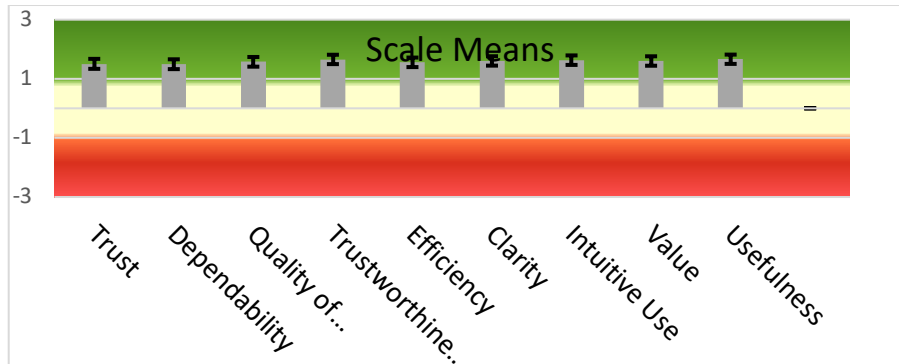 Scale Means
3
1
-1
-3
Trust
Dependability
Quality of...
Trustworthine...
Efficiency
Clarity
Intuitive Use
Value
Usefulness